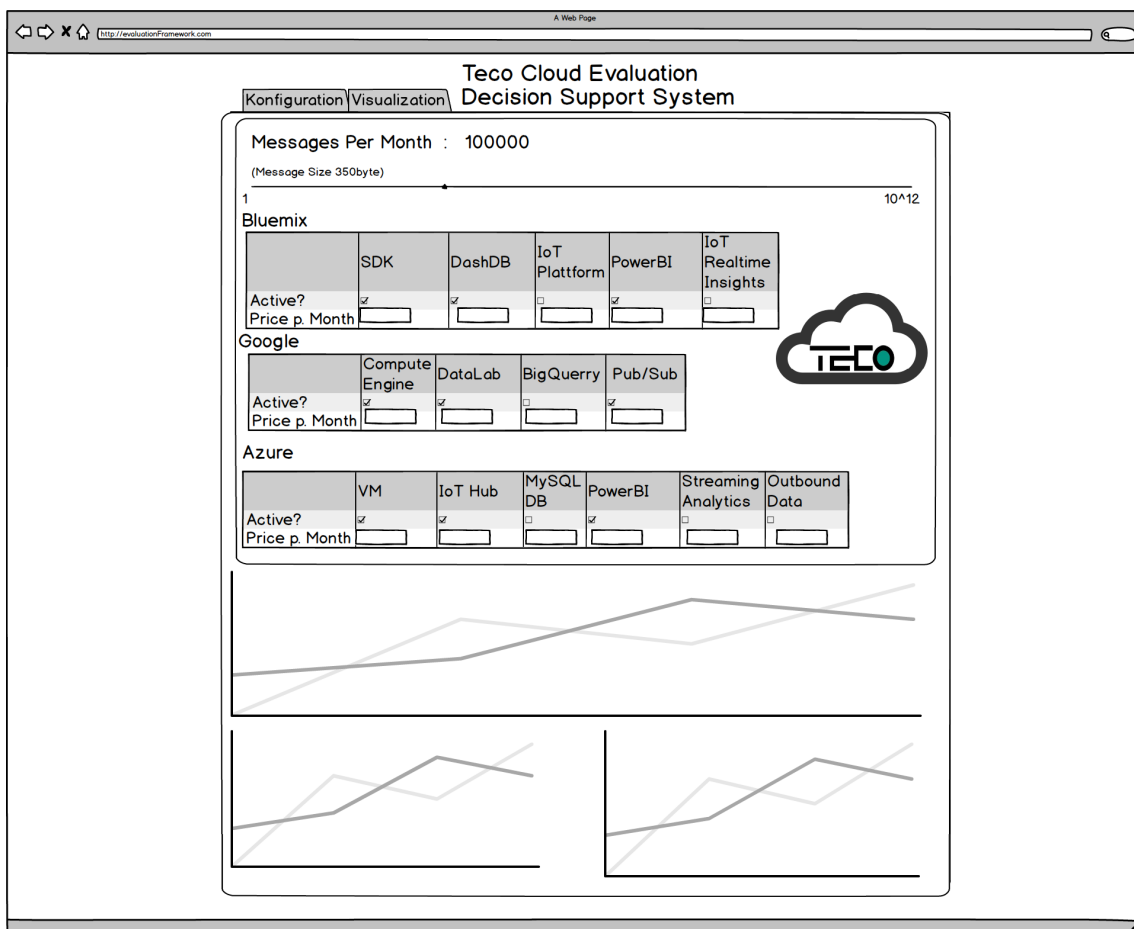 A Web Page
http://evaluationFramework.com
Teco Cloud Evaluation
Decision Support System
Konfiguration Visualization
Messages Per Month : 100000
(Message Size 350byte)
1 10^12
Bluemix
SDK DashDB IoT Plattform PowerBI IoT Realtime Insights
Active?
Price p. Month
TECO
Google
Compute Engine DataLab BigQuerry Pub/Sub
Active?
Price p. Month
Azure
VM IoT Hub MySQL DB PowerBI Streaming Analytics Outbound Data
Active?
Price p. Month